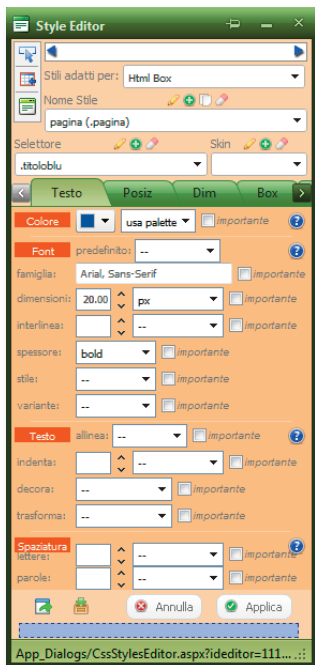 Style Editor
Stili adatti per: Html Box
Nome Stile
pagina (.pagina)
Selettore Skin
.titoloblu
Testo Posiz Dim Box
Colore usa palette importante
Font predefinito: --
famiglia: Arial, Sans-Serif importante
dimensioni: 20.00 px importante
interlinea: -- importante
spessore: bold importante
stile: -- importante
variante: -- importante
Testo allinea: -- importante
indenta: -- importante
decora: -- importante
trasforma: -- importante
Spaziatura
lettere: -- importante
parole: -- importante
Annulla Applica
App_Dialogs/CssStylesEditor.aspx?ideditor=111...